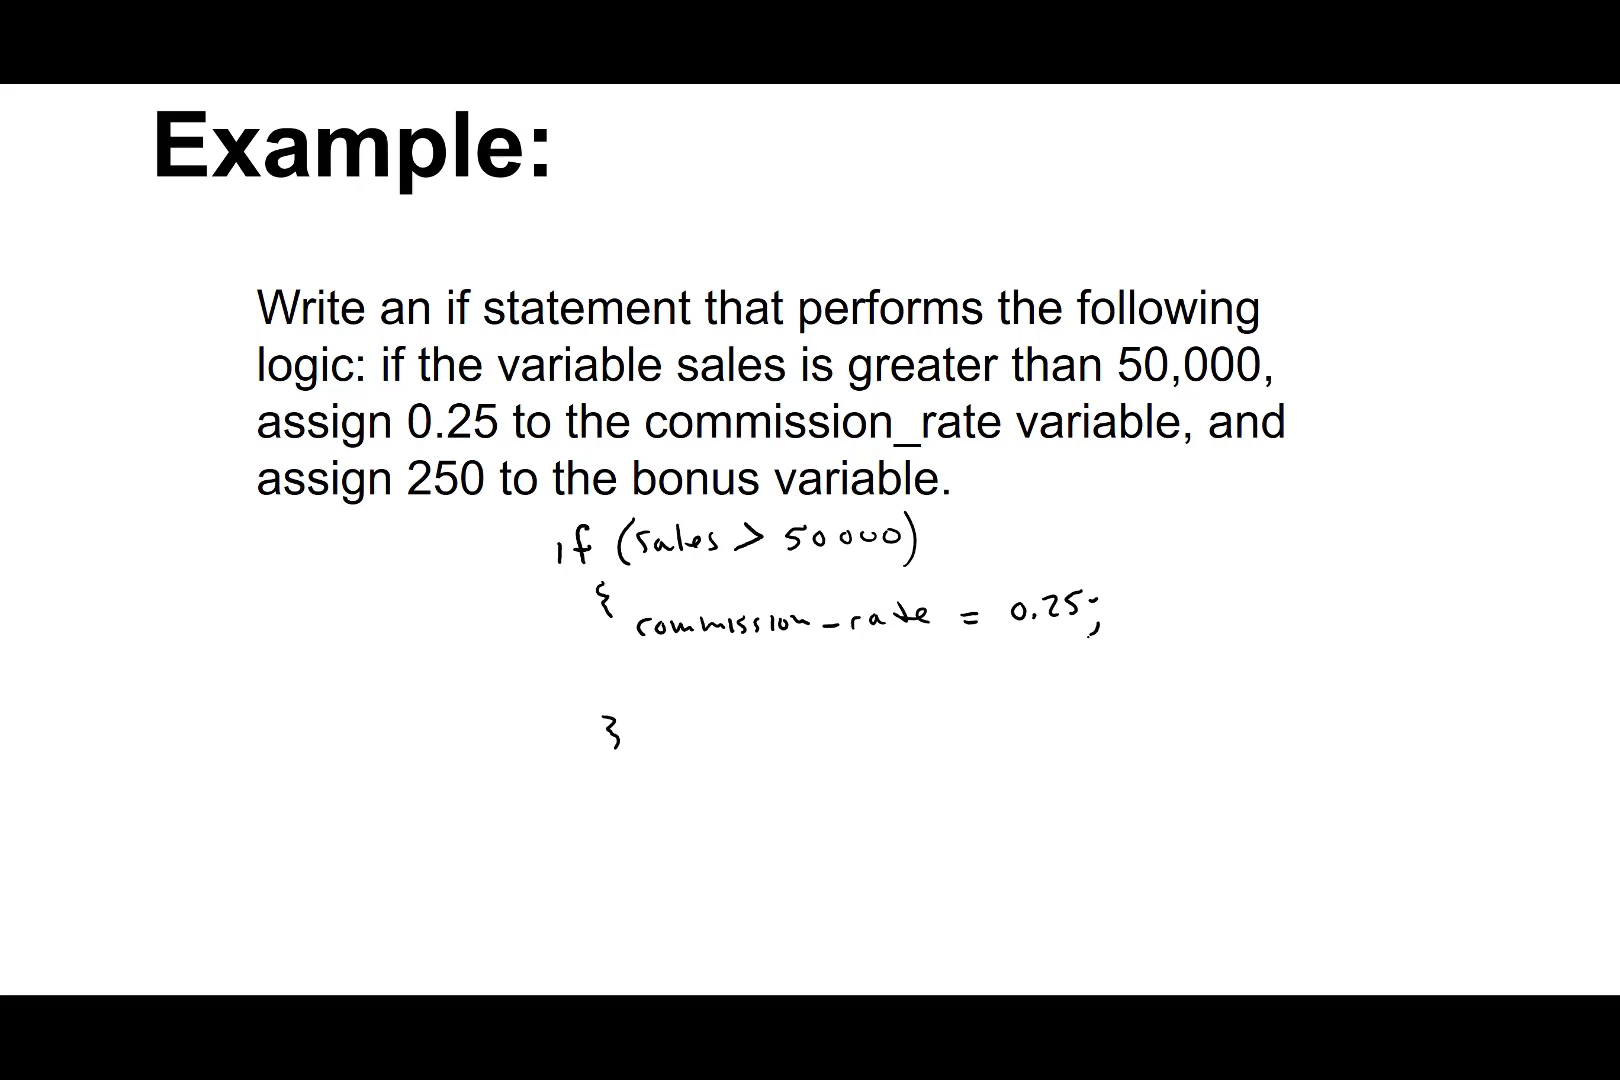 Example:
Write an if statement that performs the following
logic: if the variable sales is greater than 50,000,
assign 0.25 to the commission_rate variable, and
assign 250 to the bonus variable.
if (sales > 50000)
{
commission_rate = 0.25;
}